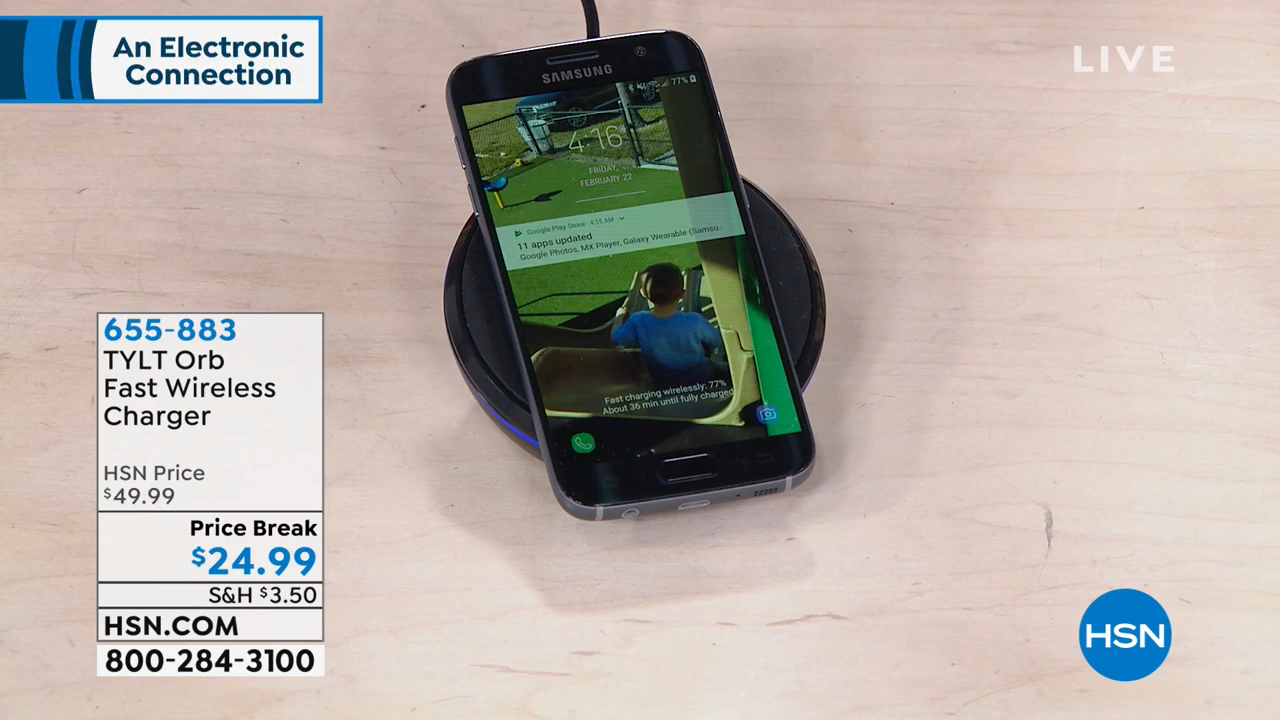 An Electronic
Connection
LIVE
SAMSUNG
77%
4:16
FRIDAY,
FEBRUARY 22
Google Play Store 4:15 AM
11 apps updated
Google Photos, MX Player, Galaxy Wearable (Samsu...
Fast charging wirelessly: 77%
About 36 min until fully charged
655-883
TYLT Orb
Fast Wireless
Charger
HSN Price
$49.99
Price Break
$24.99
S&H $3.50
HSN.COM
800-284-3100
HSN